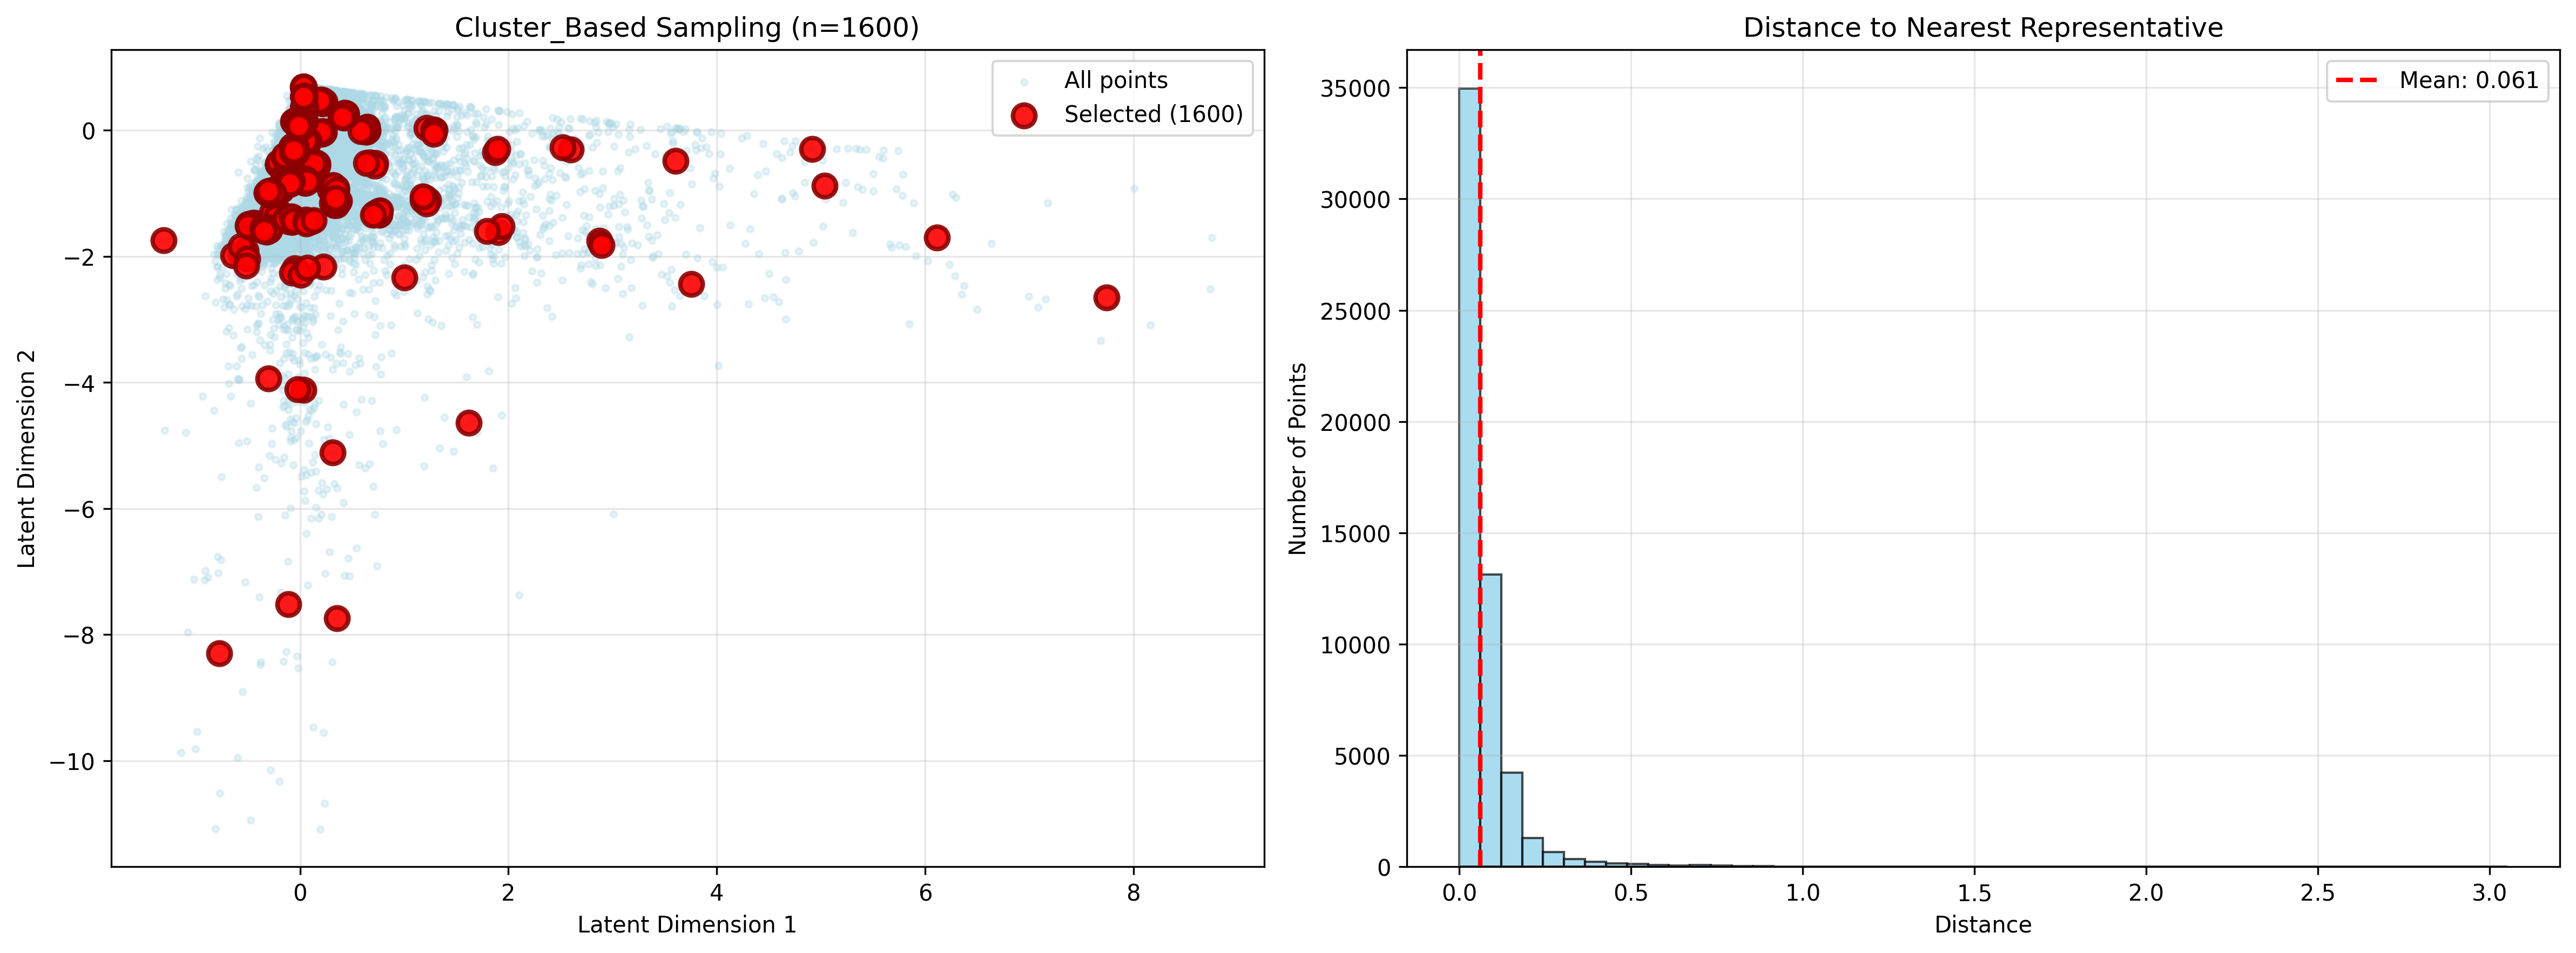 Cluster_Based Sampling (n=1600)
All points
Selected (1600)
0
−2
−4
−6
−8
−10
Latent Dimension 2
0
2
4
6
8
Latent Dimension 1
Distance to Nearest Representative
Mean: 0.061
35000
30000
25000
20000
15000
10000
5000
0
Number of Points
0.0
0.5
1.0
1.5
2.0
2.5
3.0
Distance